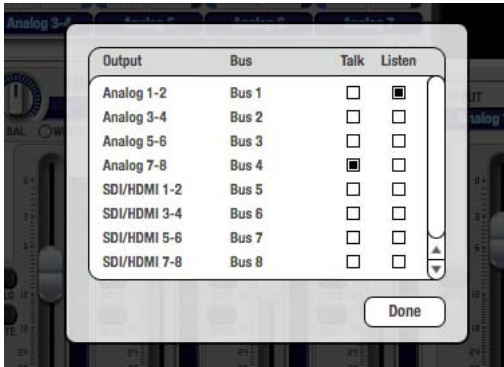 Analog 3-4
Output Bus Talk Listen
Analog 1-2 Bus 1
Analog 3-4 Bus 2
Analog 5-6 Bus 3
Analog 7-8 Bus 4
SDI/HDMI 1-2 Bus 5
SDI/HDMI 3-4 Bus 6
SDI/HDMI 5-6 Bus 7
SDI/HDMI 7-8 Bus 8
Done
BAL